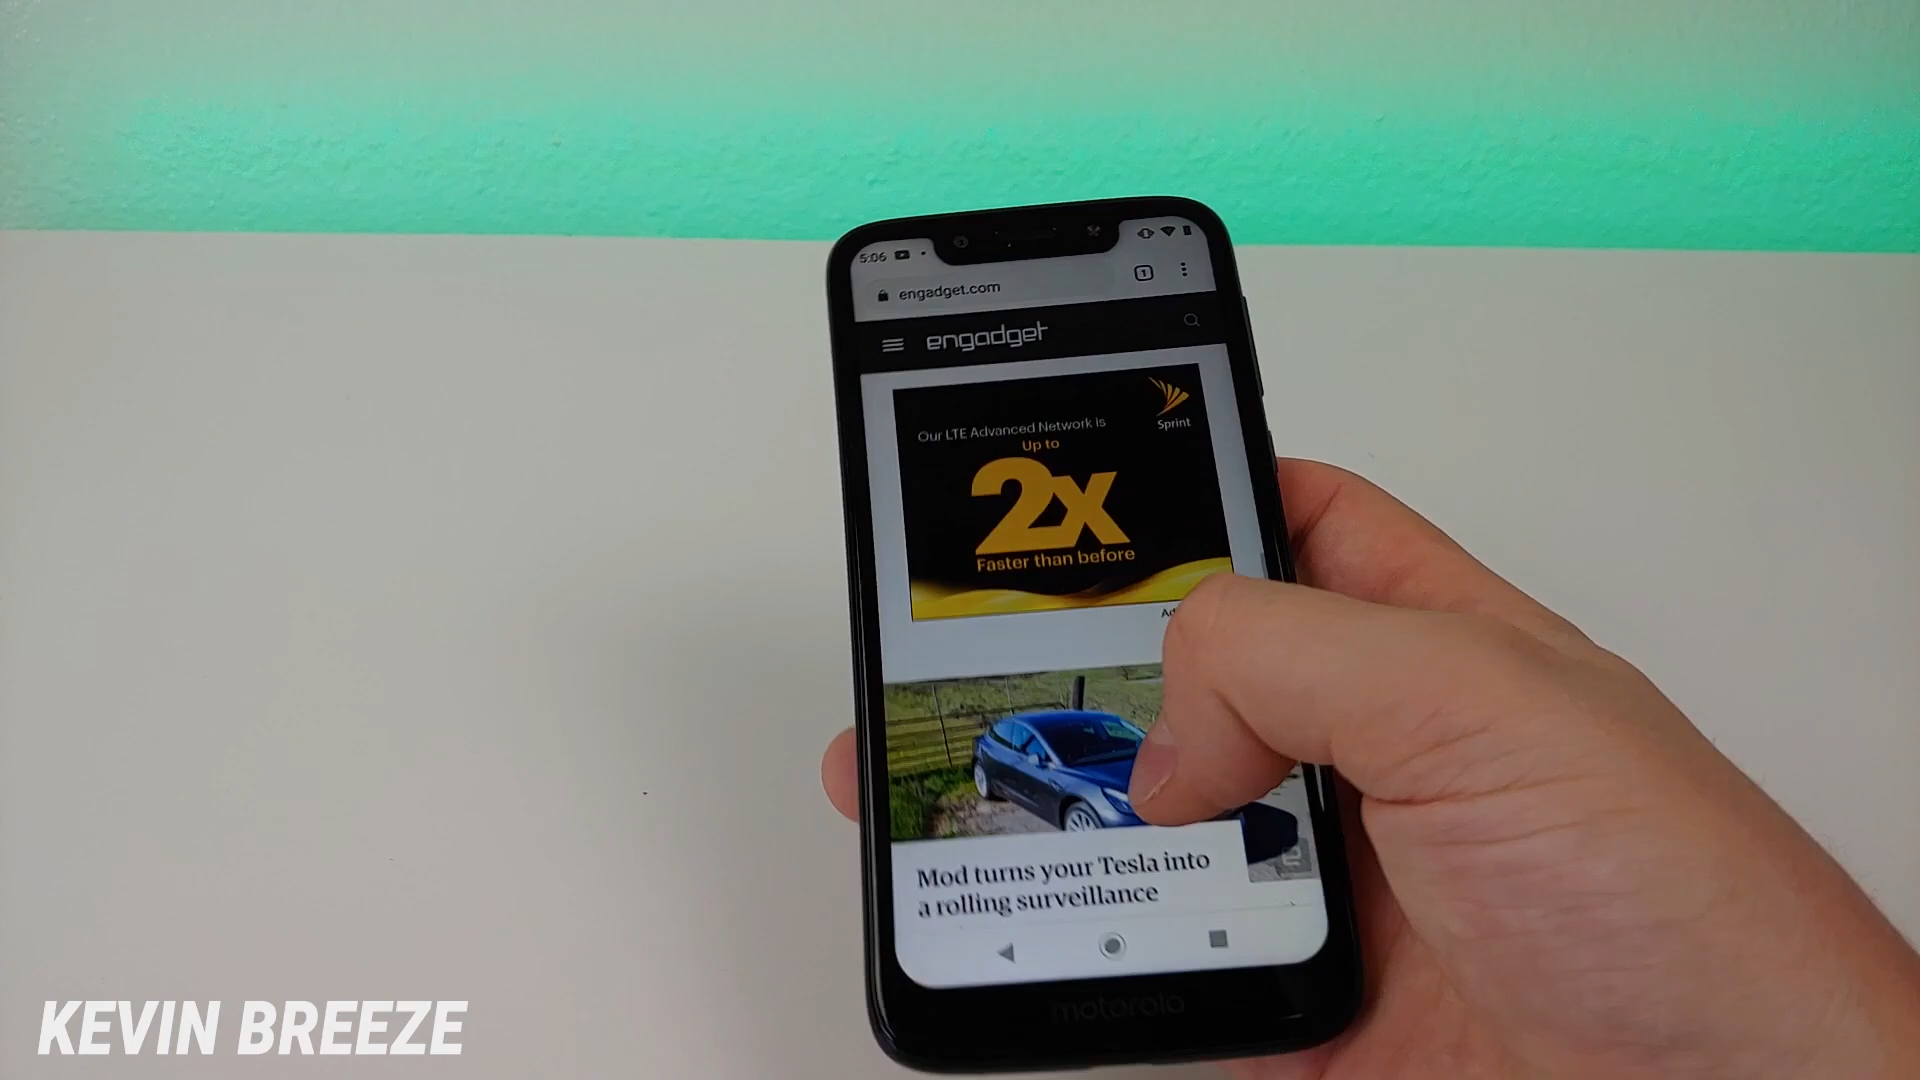 5:06
1
engadget.com
engadget
Sprint
Our LTE Advanced Network is
Up to
2x
Faster than before
Mod turns your Tesla into
a rolling surveillance
motorola
KEVIN BREEZE